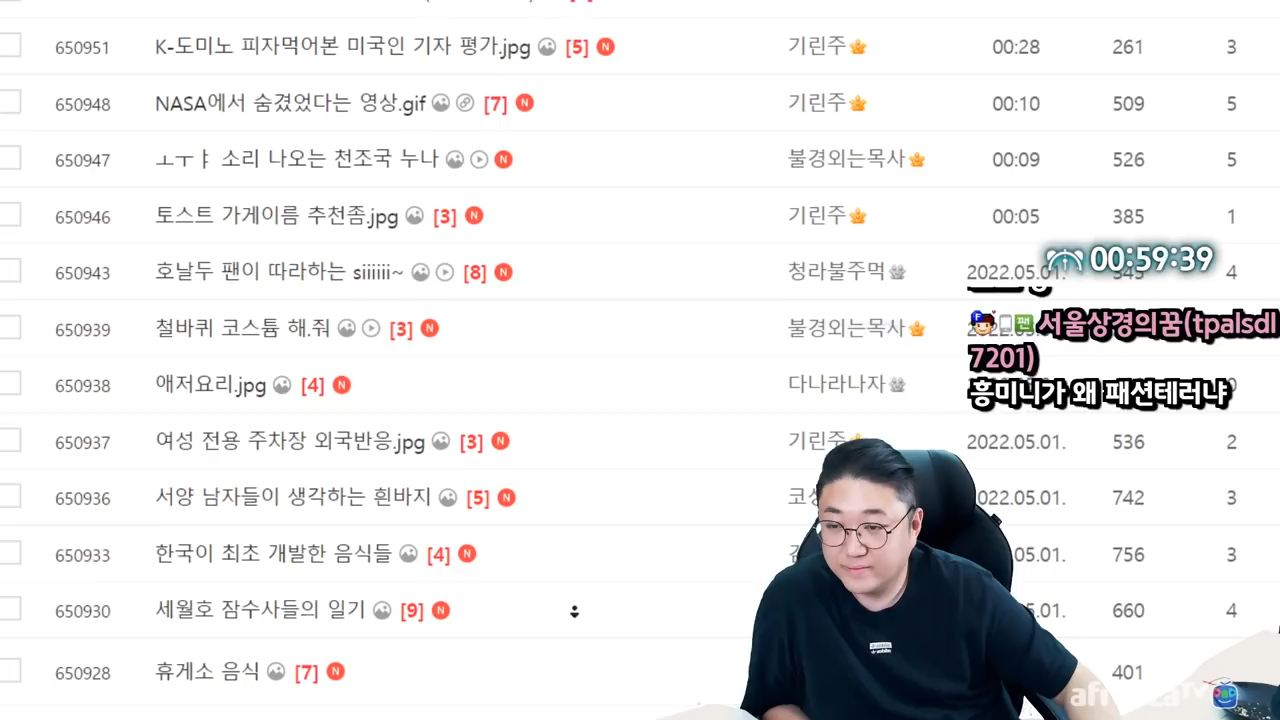 650951 K-도미노 피자먹어본 미국인 기자 평가.jpg [5] N 기린주 00:28 261 3
650948 NASA에서 숨겼었다는 영상.gif [7] N 기린주 00:10 509 5
650947 ㅗㅜㅑ 소리 나오는 천조국 누나 N 불경외는목사 00:09 526 5
650946 토스트 가게이름 추천좀.jpg [3] N 기린주 00:05 385 1
00:59:39
650943 호날두 팬이 따라하는 siiiiii~ [8] N 청라불주먹 2022.05.01. 345 4
650939 철바퀴 코스튬 해.줘 [3] N 불경외는목사
F 팬 서울상경의꿈(tpalsdl
7201)
650938 애저요리.jpg [4] N 다나라나자
흥미니가 왜 패션테러냐
650937 여성 전용 주차장 외국반응.jpg [3] N 기린주 2022.05.01. 536 2
650936 서양 남자들이 생각하는 흰바지 [5] N 022.05.01. 742 3
650933 한국이 최초 개발한 음식들 [4] N 05.01. 756 3
650930 세월호 잠수사들의 일기 [9] N 01. 660 4
650928 휴게소 음식 [7] N 401